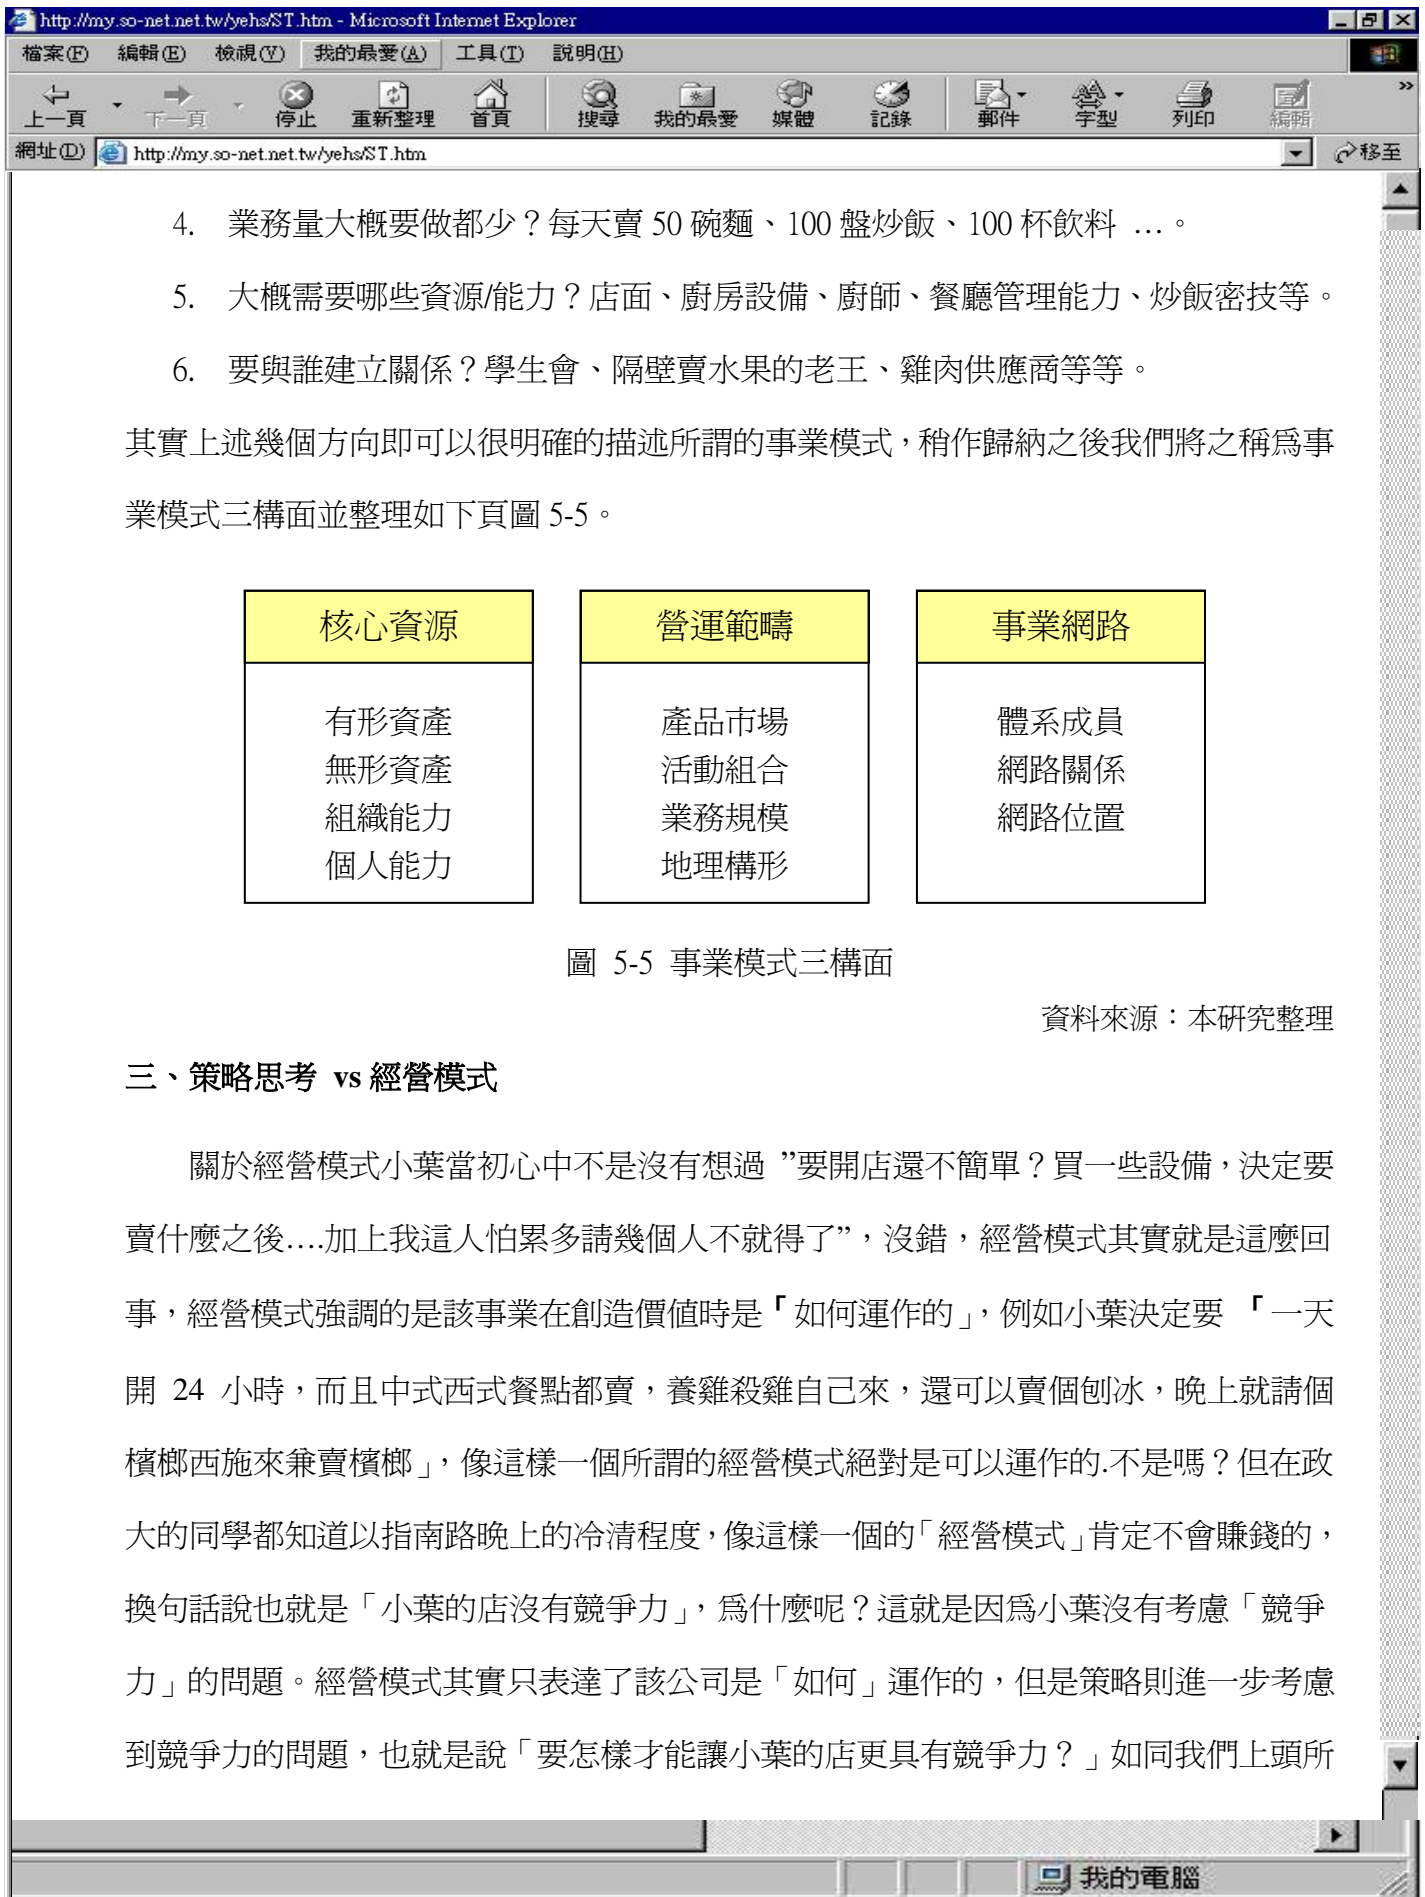 http://my.so-net.net.tw/yehs/ST.htm - Microsoft Internet Explorer
檔案(F) 編輯(E) 檢視(V) 我的最愛(A) 工具(T) 說明(H)
上一頁 下一頁 停止 重新整理 首頁 搜尋 我的最愛 媒體 記錄 郵件 字型 列印 編輯 »
網址(D) http://my.so-net.net.tw/yehs/ST.htm 移至
4. 業務量大概要做都少？每天賣 50 碗麵、100 盤炒飯、100 杯飲料 …。
5. 大概需要哪些資源/能力？店面、廚房設備、廚師、餐廳管理能力、炒飯密技等。
6. 要與誰建立關係？學生會、隔壁賣水果的老王、雞肉供應商等等。
其實上述幾個方向即可以很明確的描述所謂的事業模式，稍作歸納之後我們將之稱為事
業模式三構面並整理如下頁圖 5-5。
核心資源
有形資產
無形資產
組織能力
個人能力
營運範疇
產品市場
活動組合
業務規模
地理構形
事業網路
體系成員
網路關係
網路位置
圖 5-5 事業模式三構面
資料來源：本研究整理
三、策略思考 vs 經營模式
關於經營模式小葉當初心中不是沒有想過 ”要開店還不簡單？買一些設備，決定要
賣什麼之後….加上我這人怕累多請幾個人不就得了”，沒錯，經營模式其實就是這麼回
事，經營模式強調的是該事業在創造價值時是「如何運作的」，例如小葉決定要 「一天
開 24 小時，而且中式西式餐點都賣，養雞殺雞自己來，還可以賣個刨冰，晚上就請個
檳榔西施來兼賣檳榔」，像這樣一個所謂的經營模式絕對是可以運作的.不是嗎？但在政
大的同學都知道以指南路晚上的冷清程度，像這樣一個的「經營模式」肯定不會賺錢的，
換句話說也就是「小葉的店沒有競爭力」，為什麼呢？這就是因為小葉沒有考慮「競爭
力」的問題。經營模式其實只表達了該公司是「如何」運作的，但是策略則進一步考慮
到競爭力的問題，也就是說「要怎樣才能讓小葉的店更具有競爭力？」如同我們上頭所
我的電腦